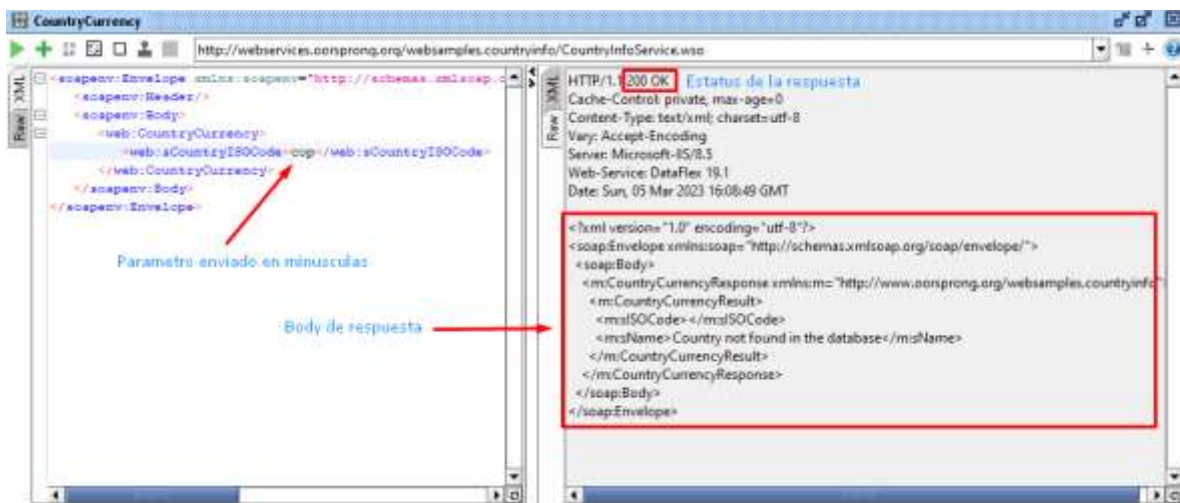 CountryCurrency
http://webservices.oorsprong.org/websamples.countryinfo/CountryInfoService.wso
XML
Raw
<soapenv:Envelope xmlns:soapenv="http://schemas.xmlsoap.o
<soapenv:Header/>
<soapenv:Body>
<web:CountryCurrency>
<web:sCountryISOCode>cop</web:sCountryISOCode>
</web:CountryCurrency>
</soapenv:Body>
</soapenv:Envelope>
Parametro enviado en minusculas
Body de respuesta
XML
Raw
HTTP/1.1 200 OK Estatus de la respuesta
Cache-Control: private, max-age=0
Content-Type: text/xml; charset=utf-8
Vary: Accept-Encoding
Server: Microsoft-IIS/8.5
Web-Service: DataFlex 19.1
Date: Sun, 05 Mar 2023 16:08:49 GMT
<?xml version="1.0" encoding="utf-8"?>
<soap:Envelope xmlns:soap="http://schemas.xmlsoap.org/soap/envelope/">
<soap:Body>
<m:CountryCurrencyResponse xmlns:m="http://www.oorsprong.org/websamples.countryinfo"
<m:CountryCurrencyResult>
<m:sISOCode></m:sISOCode>
<m:sName>Country not found in the database</m:sName>
</m:CountryCurrencyResult>
</m:CountryCurrencyResponse>
</soap:Body>
</soap:Envelope>